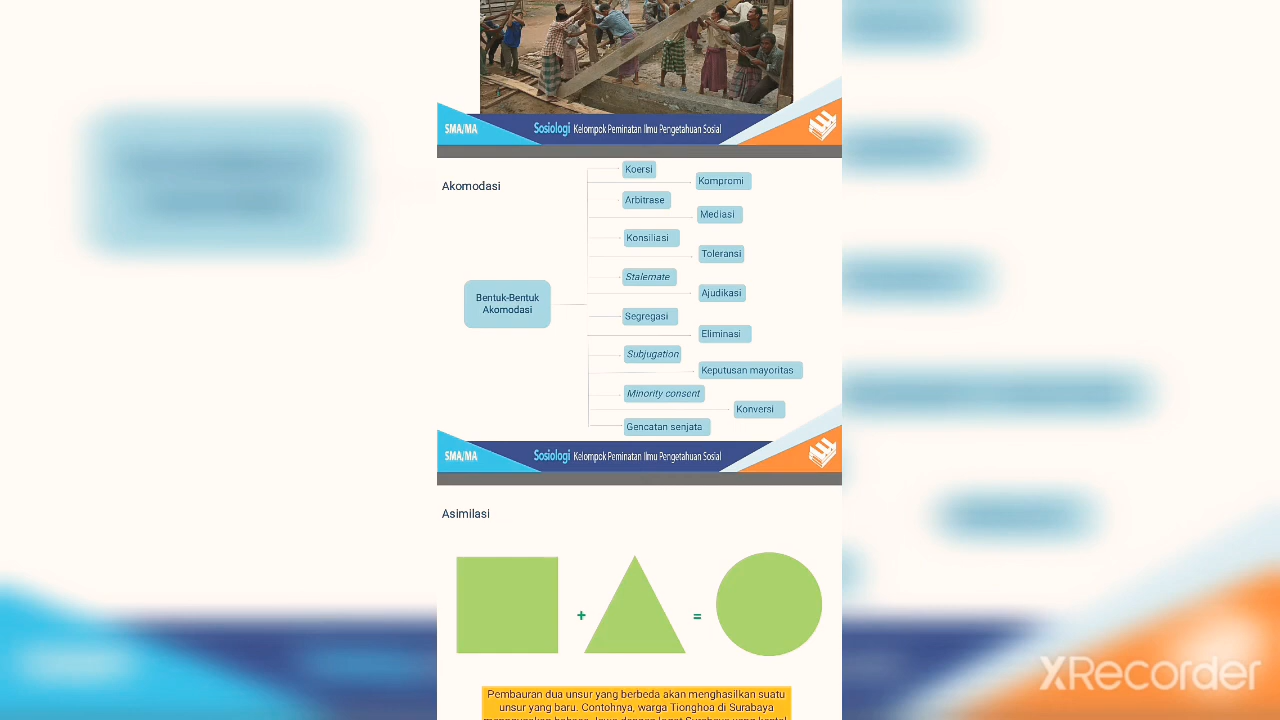 SMA/MA
Sosiologi Kelompok Peminatan Ilmu Pengetahuan Sosial
Akomodasi
Bentuk-Bentuk
Akomodasi
Koersi
Kompromi
Arbitrase
Mediasi
Konsiliasi
Toleransi
Stalemate
Ajudikasi
Segregasi
Eliminasi
Subjugation
Keputusan mayoritas
Minority consent
Konversi
Gencatan senjata
SMA/MA
Sosiologi Kelompok Peminatan Ilmu Pengetahuan Sosial
Asimilasi
+
=
Pembauran dua unsur yang berbeda akan menghasilkan suatu
unsur yang baru. Contohnya, warga Tionghoa di Surabaya
XRecorder